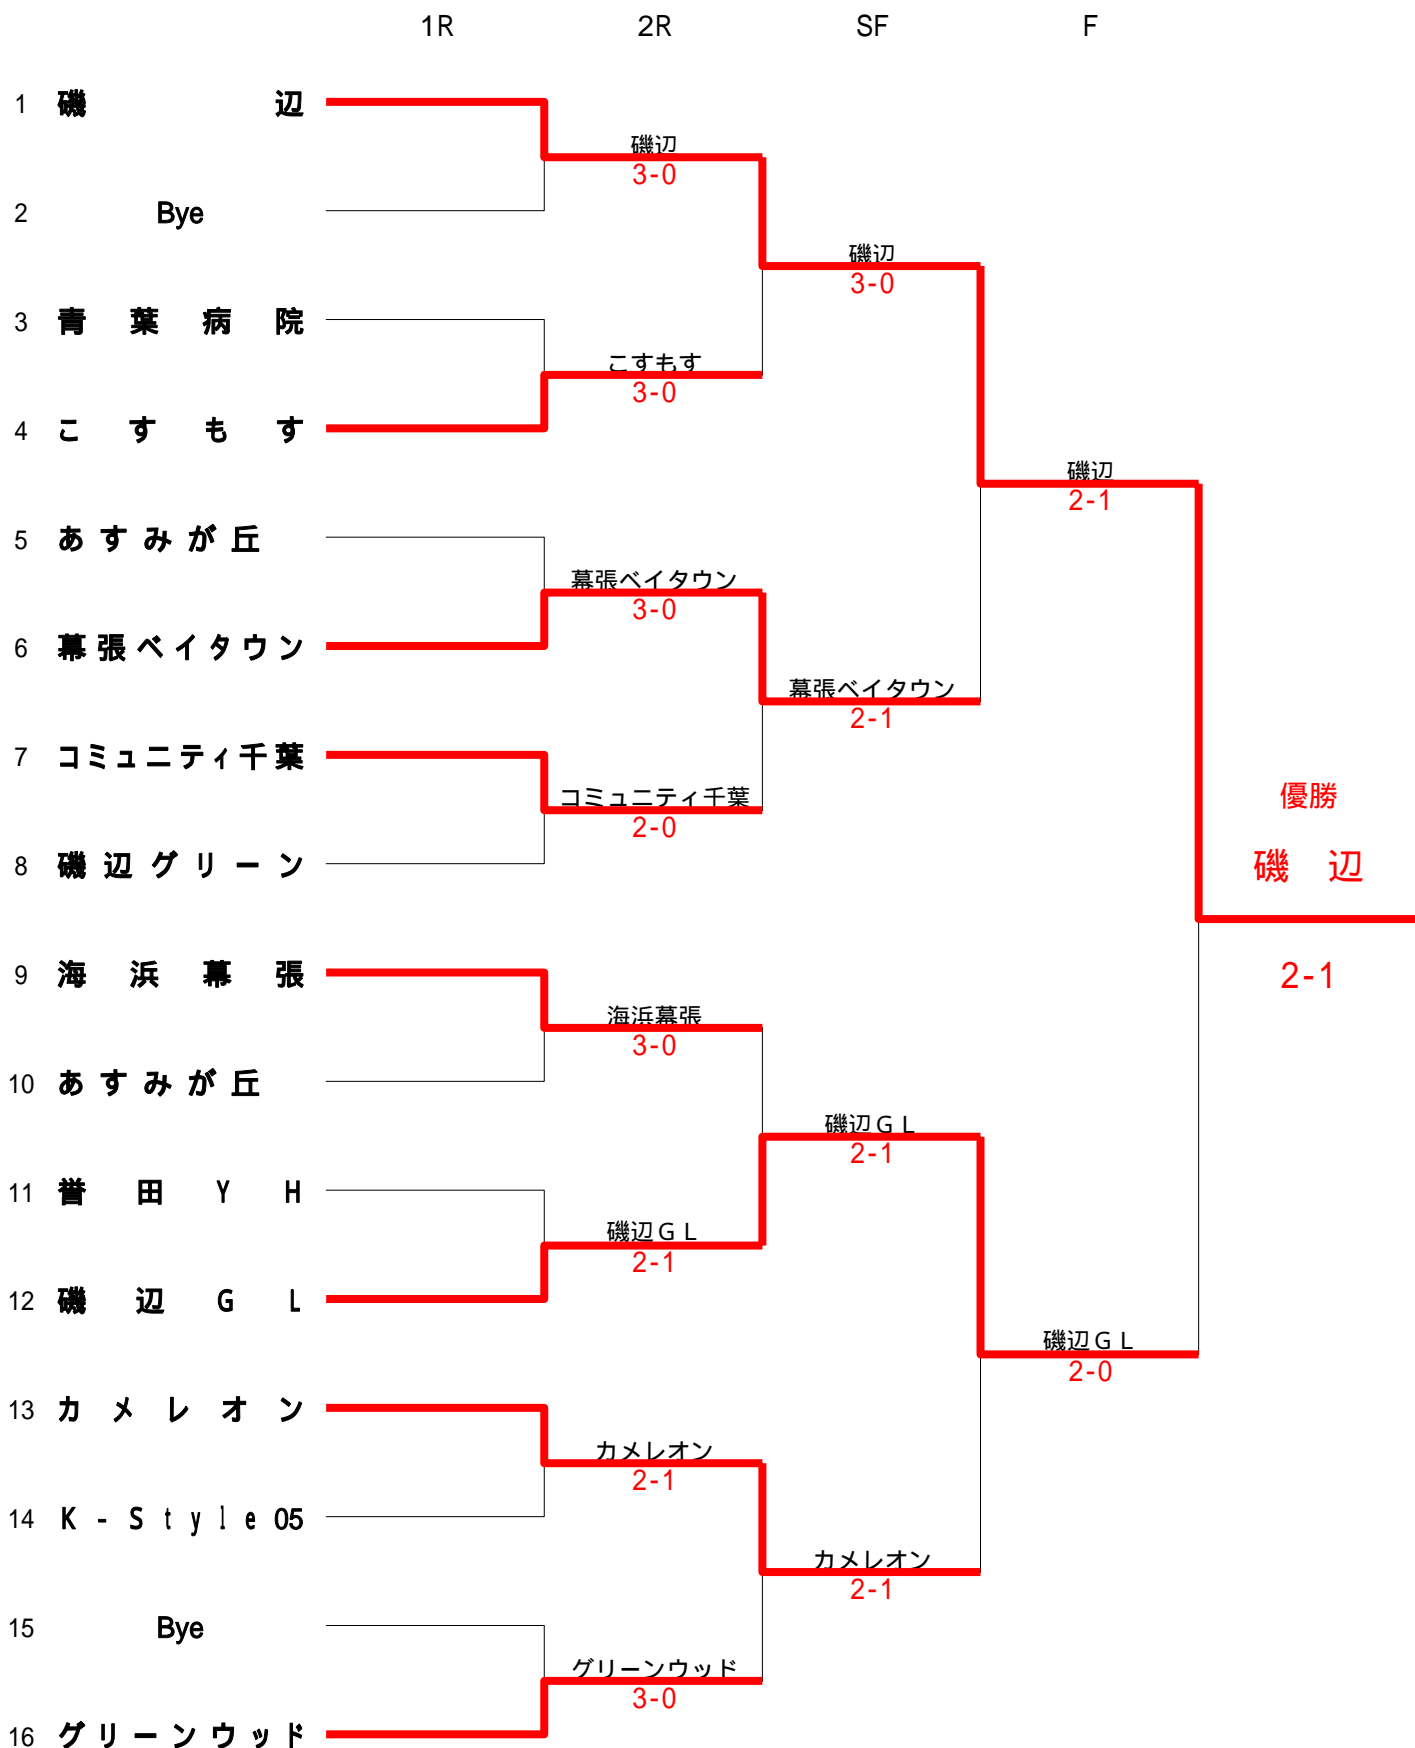 1R 2R SF F
1 磯辺
磯辺
3-0
2 Bye
磯辺
3-0
3 青葉病院
こすもす
3-0
4 こすもす
磯辺
2-1
5 あすみが丘
幕張ベイタウン
3-0
6 幕張ベイタウン
幕張ベイタウン
2-1
7 コミュニティ千葉
コミュニティ千葉
2-0
優勝
8 磯辺グリーン
磯 辺
2-1
9 海浜幕張
海浜幕張
3-0
10 あすみが丘
磯辺GL
2-1
11 誉田YH
磯辺GL
2-1
12 磯辺GL
磯辺GL
2-0
13 カメレオン
カメレオン
2-1
14 K-Style05
カメレオン
2-1
15 Bye
グリーンウッド
3-0
16 グリーンウッド